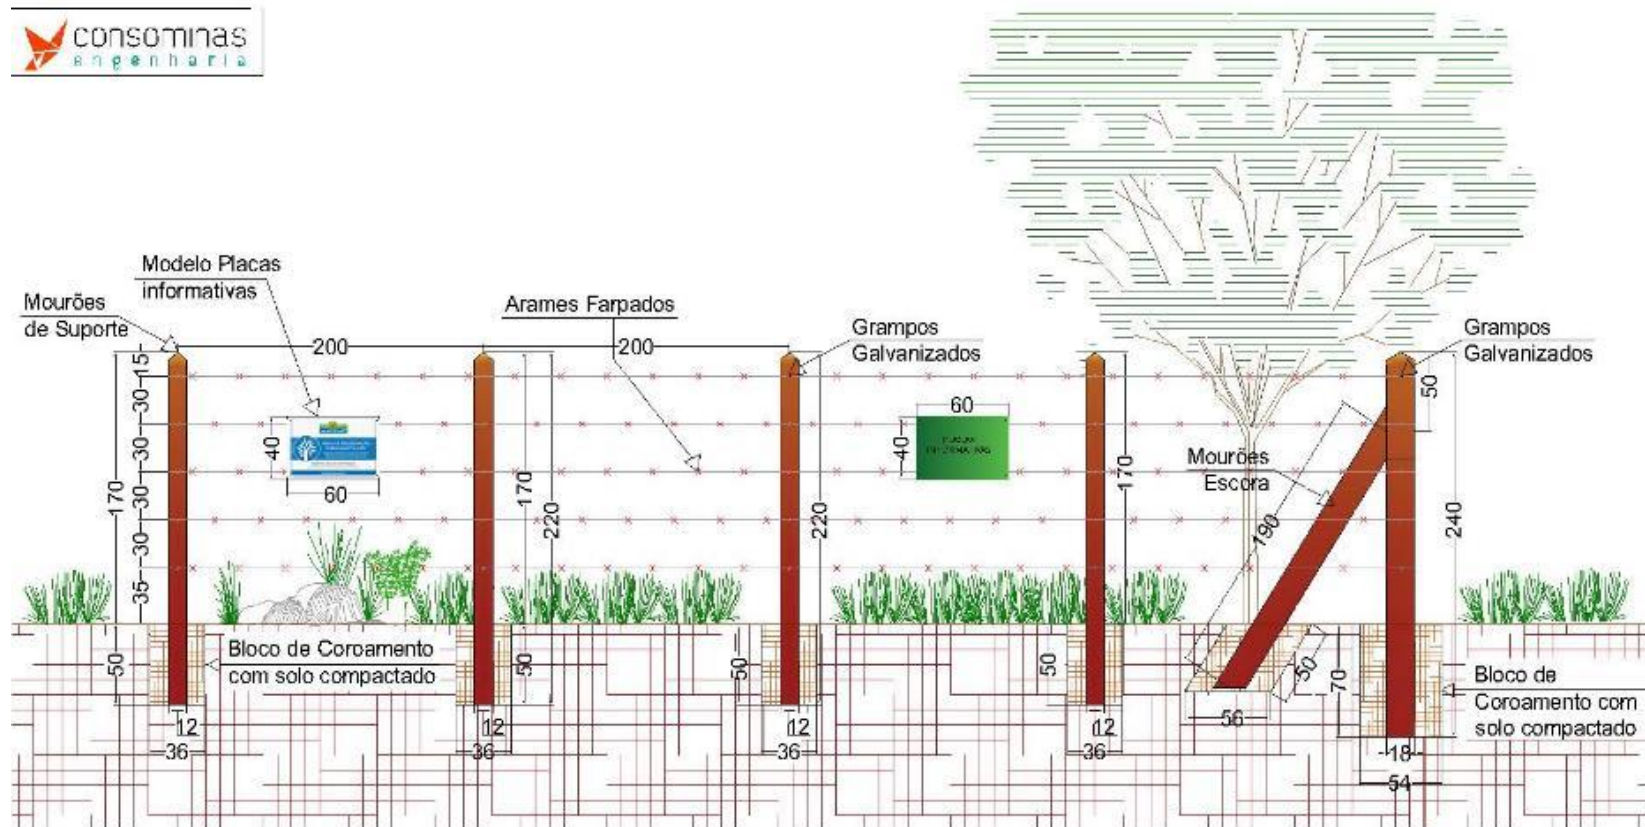 consominas
engenharia
Modelo Placas
informativas
Mourões
de Suporte
Arames Farpados
Grampos
Galvanizados
Grampos
Galvanizados
200
200
15
30
30
30
30
35
170
50
40
60
170
220
50
220
50
60
40
170
50
Mourões
Escora
190
50
240
50
70
56
Bloco de Coroamento
com solo compactado
Bloco de
Coroamento com
solo compactado
12
36
12
36
12
36
12
36
18
54